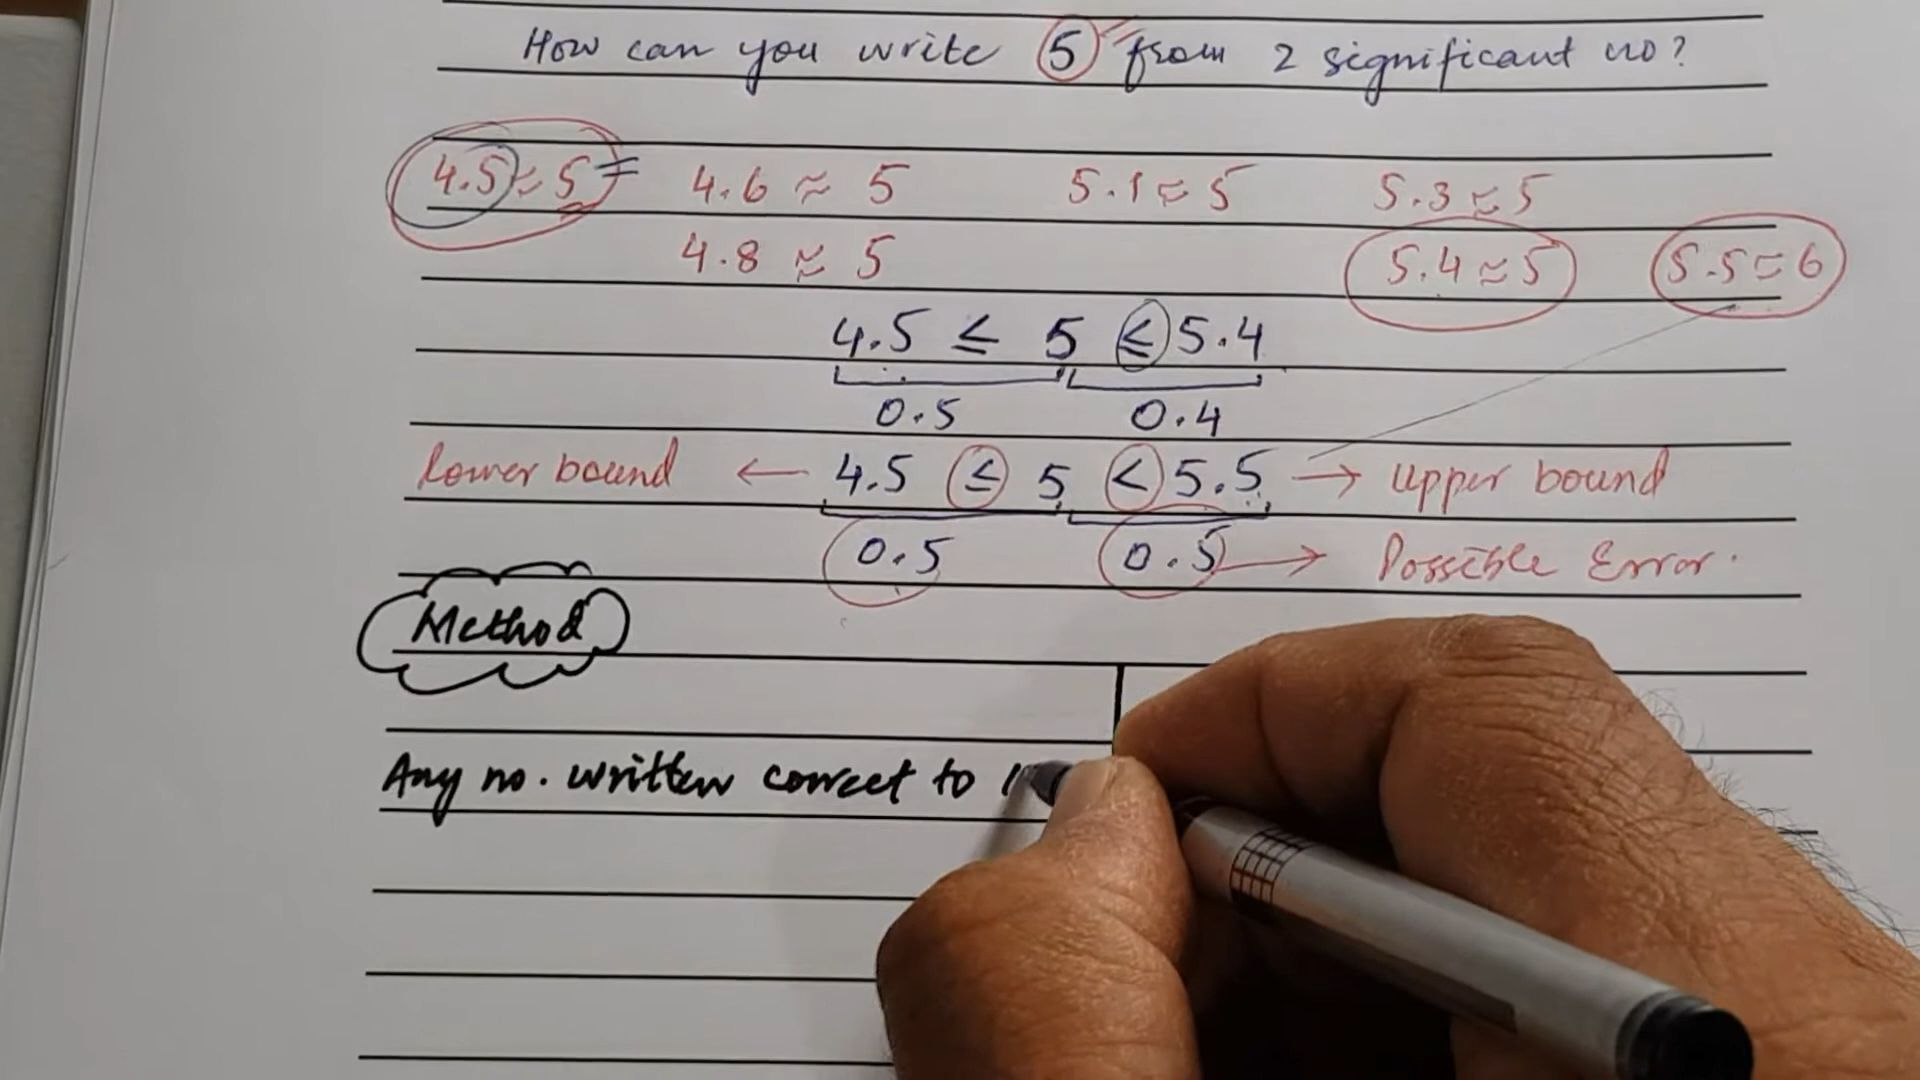 How can you write 5 from 2 significant no?
4.5 ≈ 5 4.6 ≈ 5 5.1 ≈ 5 5.3 ≈ 5
4.8 ≈ 5 5.4 ≈ 5 5.5 = 6
4.5 ≤ 5 ≤ 5.4
0.5 0.4
Lower bound ← 4.5 ≤ 5 < 5.5 → Upper bound
0.5 0.5 → Possible Error.
Method
Any no. written correct to